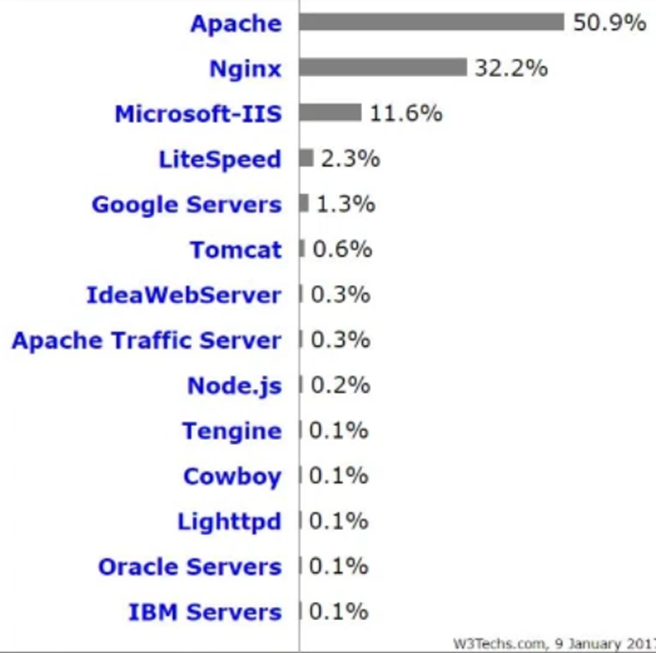 Apache 50.9%
Nginx 32.2%
Microsoft-IIS 11.6%
LiteSpeed 2.3%
Google Servers 1.3%
Tomcat 0.6%
IdeaWebServer 0.3%
Apache Traffic Server 0.3%
Node.js 0.2%
Tengine 0.1%
Cowboy 0.1%
Lighttpd 0.1%
Oracle Servers 0.1%
IBM Servers 0.1%
W3Techs.com, 9 January 2017